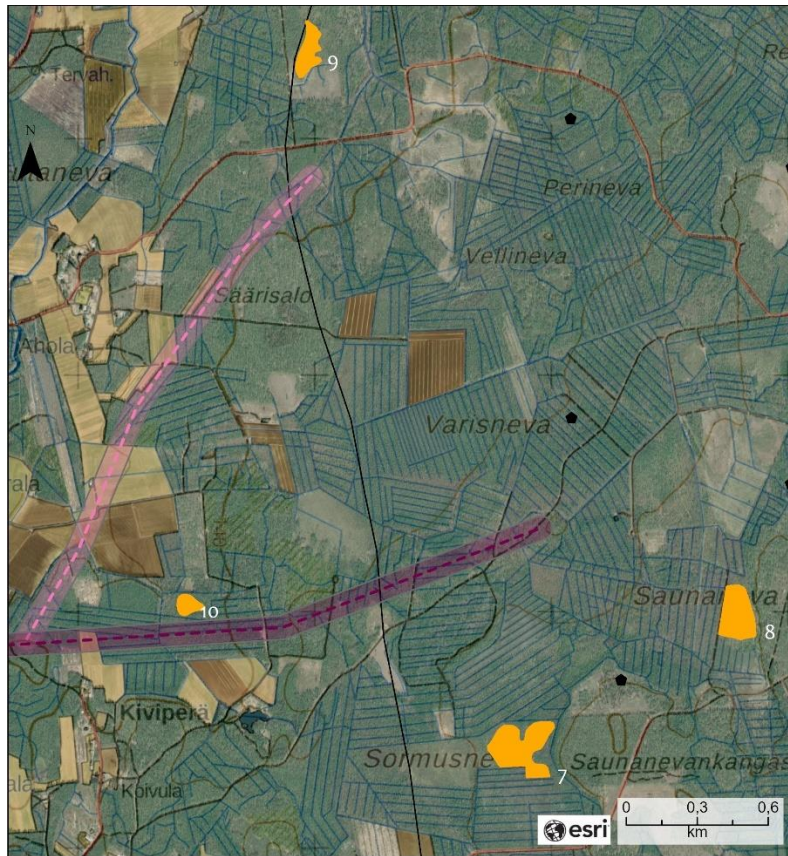 9
Tervah.
N
utaneva
Perineva
Vellineva
Säärisalo
Ahola
Varisneva
rala
10
8
Kiviperä
Sormusne
Saunanevankangas
7
Koivula
esri
0 0,3 0,6
km